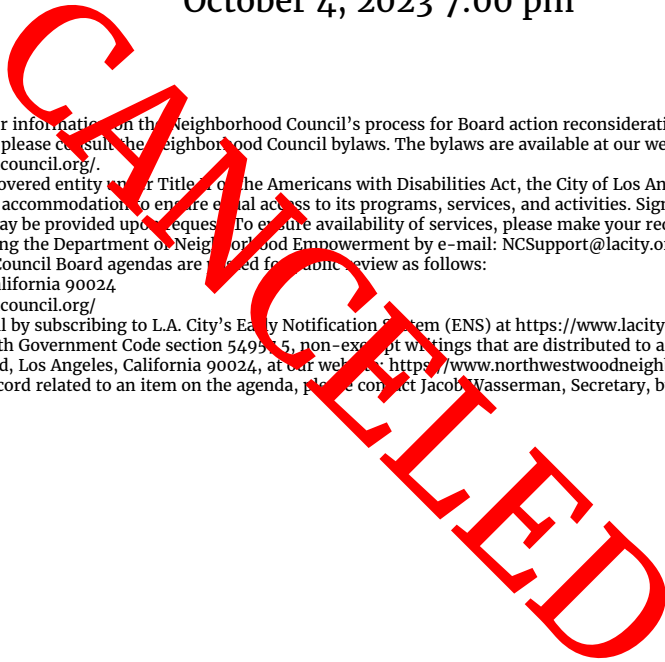 October 4, 2023 7:00 pm
r information on the Neighborhood Council's process for Board action reconsiderati
please consult the Neighborhood Council bylaws. The bylaws are available at our we
council.org/.
overed entity under Title II of the Americans with Disabilities Act, the City of Los An
accommodation to ensure equal access to its programs, services, and activities. Sign
ay be provided upon request. To ensure availability of services, please make your req
ng the Department of Neighborhood Empowerment by e-mail: NCSupport@lacity.o
Council Board agendas are posted for public review as follows:
lifornia 90024
council.org/
l by subscribing to L.A. City's Early Notification System (ENS) at https://www.lacity
th Government Code section 54957.5, non-exempt writings that are distributed to a
d, Los Angeles, California 90024, at our website: https://www.northwestwoodneigh
cord related to an item on the agenda, please contact Jacob Wasserman, Secretary, b
CANCELED